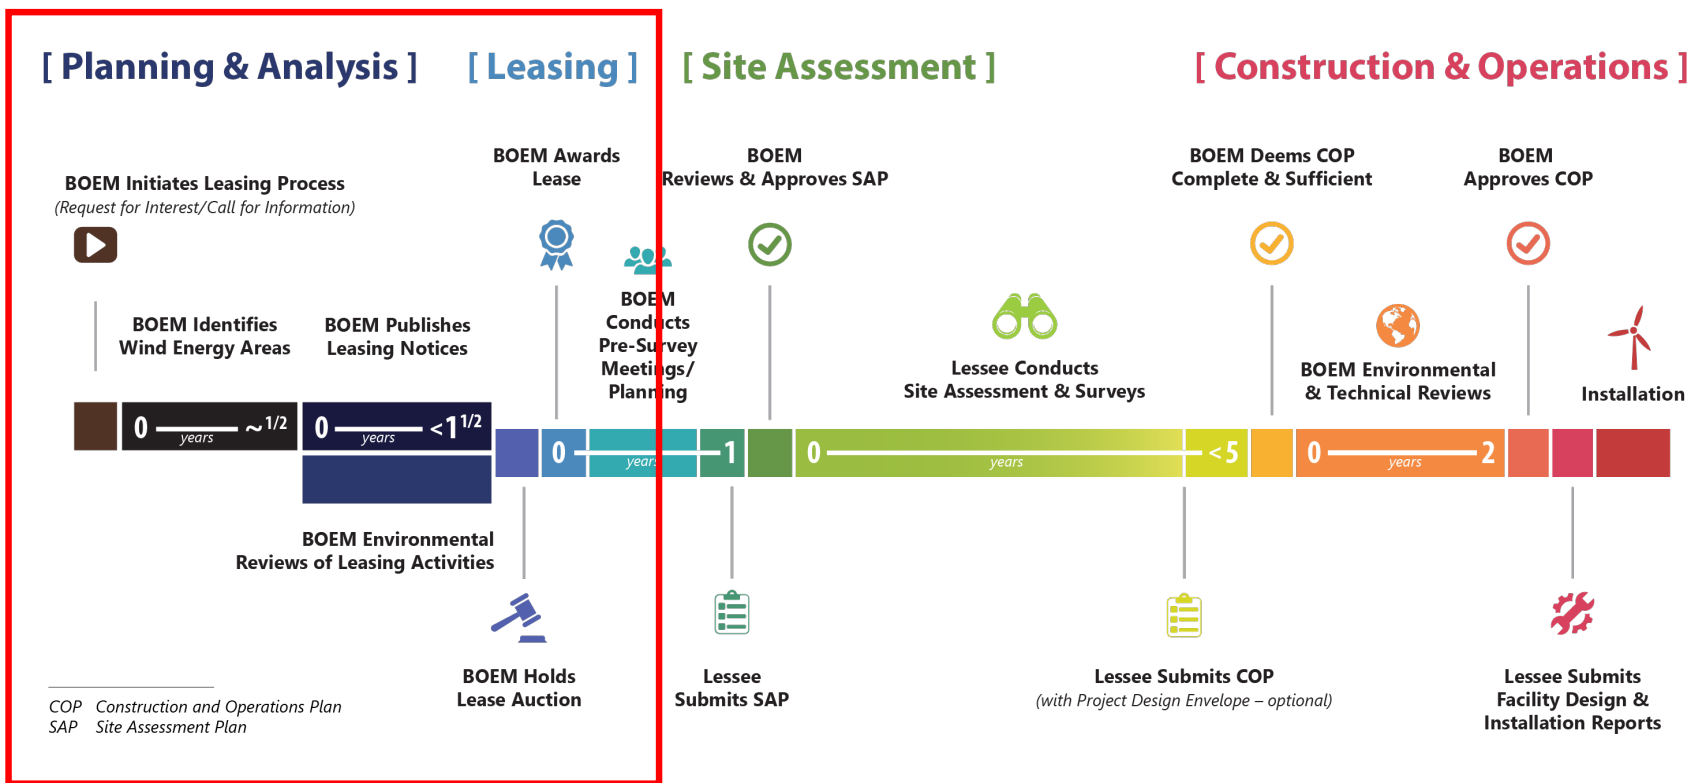 [ Planning & Analysis ]
[ Leasing ]
[ Site Assessment ]
[ Construction & Operations ]
BOEM Initiates Leasing Process
(Request for Interest/Call for Information)
BOEM Identifies
Wind Energy Areas
BOEM Publishes
Leasing Notices
BOEM Awards
Lease
BOEM
Conducts
Pre-Survey
Meetings/
Planning
BOEM
Reviews & Approves SAP
Lessee Conducts
Site Assessment & Surveys
BOEM Deems COP
Complete & Sufficient
BOEM Environmental
& Technical Reviews
BOEM
Approves COP
Installation
0 years ~1/2
0 years <1 1/2
0 years 1
0 years <5
0 years 2
BOEM Environmental
Reviews of Leasing Activities
BOEM Holds
Lease Auction
Lessee
Submits SAP
Lessee Submits COP
(with Project Design Envelope – optional)
Lessee Submits
Facility Design &
Installation Reports
COP Construction and Operations Plan
SAP Site Assessment Plan